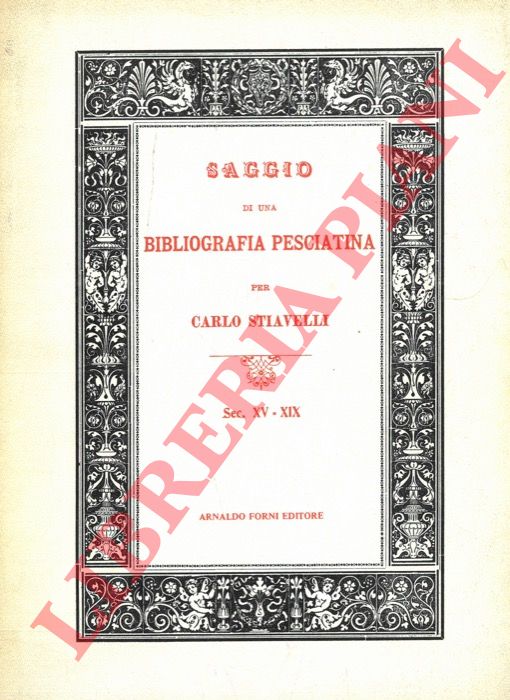 SAGGIO
DI UNA
BIBLIOGRAFIA PESCIATINA
PER
CARLO STIAVELLI
Sec. XV - XIX
ARNALDO FORNI EDITORE
LIBRERIA PIANI